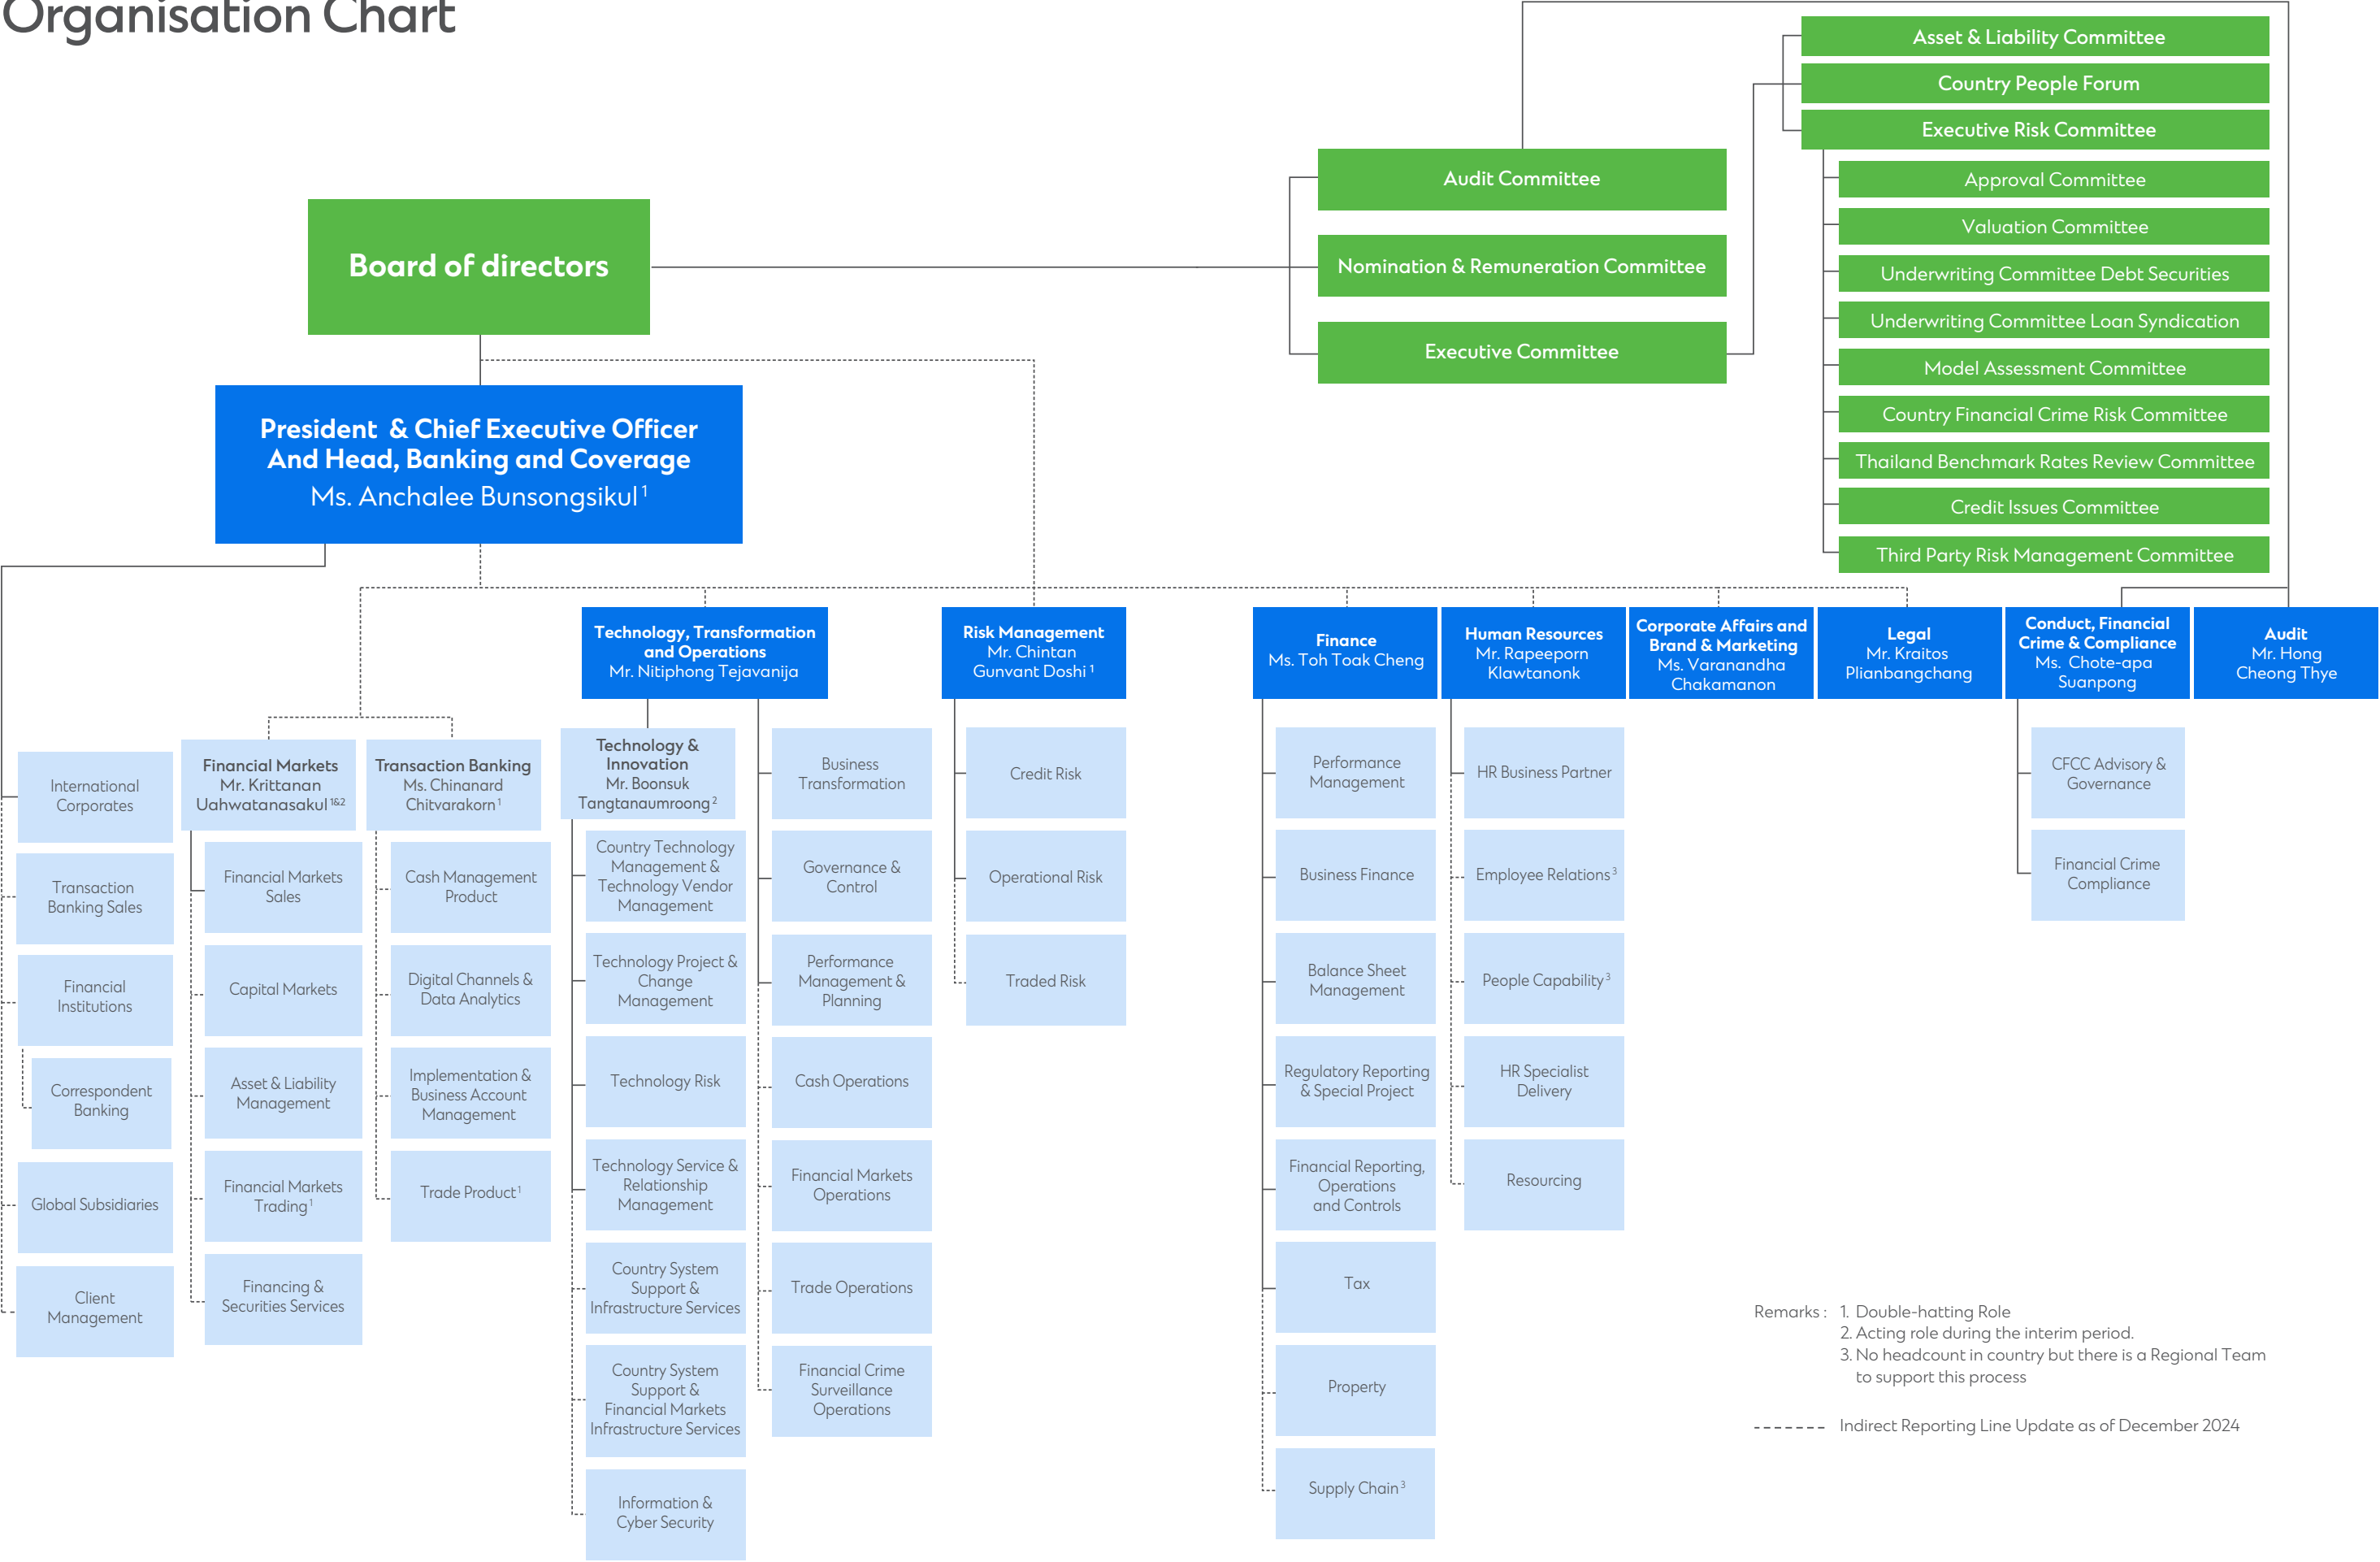 Organisation Chart
Asset & Liability Committee
Country People Forum
Executive Risk Committee
Approval Committee
Valuation Committee
Underwriting Committee Debt Securities
Underwriting Committee Loan Syndication
Model Assessment Committee
Country Financial Crime Risk Committee
Thailand Benchmark Rates Review Committee
Credit Issues Committee
Third Party Risk Management Committee
Audit Committee
Nomination & Remuneration Committee
Executive Committee
Board of directors
President & Chief Executive Officer
And Head, Banking and Coverage
Ms. Anchalee Bunsongsikul 1
Technology, Transformation
and Operations
Mr. Nitiphong Tejavanija
Risk Management
Mr. Chintan
Gunvant Doshi 1
Finance
Ms. Toh Toak Cheng
Human Resources
Mr. Rapeeporn
Klawtanonk
Corporate Affairs and
Brand & Marketing
Ms. Varanandha
Chakamanon
Legal
Mr. Kraitos
Plianbangchang
Conduct, Financial
Crime & Compliance
Ms. Chote-apa
Suanpong
Audit
Mr. Hong
Cheong Thye
International
Corporates
Transaction
Banking Sales
Financial
Institutions
Correspondent
Banking
Global Subsidiaries
Client
Management
Financial Markets
Mr. Krittanan
Uahwatanasakul 1&2
Financial Markets
Sales
Capital Markets
Asset & Liability
Management
Financial Markets
Trading 1
Financing &
Securities Services
Transaction Banking
Ms. Chinanard
Chitvarakorn 1
Cash Management
Product
Digital Channels &
Data Analytics
Implementation &
Business Account
Management
Trade Product 1
Technology &
Innovation
Mr. Boonsuk
Tangtanaumroong 2
Country Technology
Management &
Technology Vendor
Management
Technology Project &
Change
Management
Technology Risk
Technology Service &
Relationship
Management
Country System
Support &
Infrastructure Services
Country System
Support &
Financial Markets
Infrastructure Services
Information &
Cyber Security
Business
Transformation
Governance &
Control
Performance
Management &
Planning
Cash Operations
Financial Markets
Operations
Trade Operations
Financial Crime
Surveillance
Operations
Credit Risk
Operational Risk
Traded Risk
Performance
Management
Business Finance
Balance Sheet
Management
Regulatory Reporting
& Special Project
Financial Reporting,
Operations
and Controls
Tax
Property
Supply Chain 3
HR Business Partner
Employee Relations 3
People Capability 3
HR Specialist
Delivery
Resourcing
CFCC Advisory &
Governance
Financial Crime
Compliance
Remarks : 1. Double-hatting Role
2. Acting role during the interim period.
3. No headcount in country but there is a Regional Team
to support this process
Indirect Reporting Line Update as of December 2024